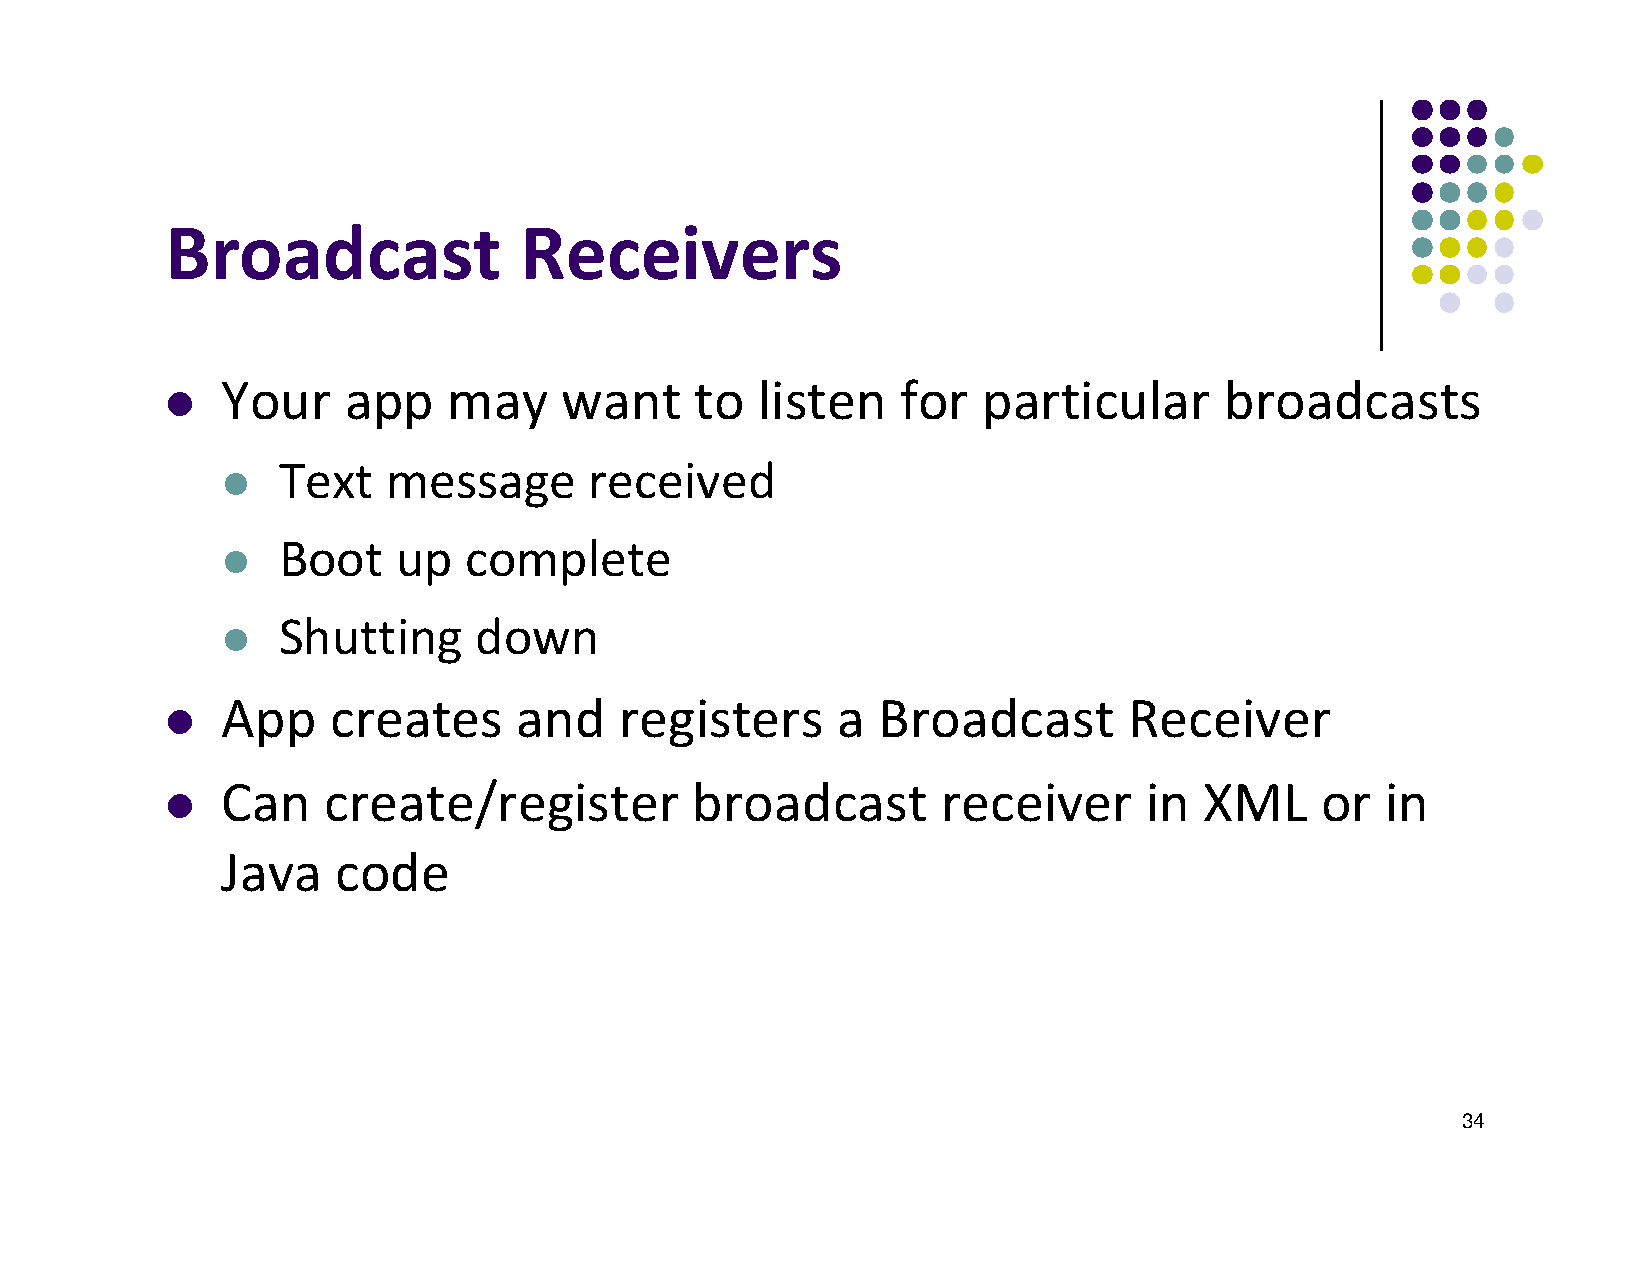 Broadcast Receivers
Your app may want to listen for particular broadcasts
Text message received
Boot up complete
Shutting down
App creates and registers a Broadcast Receiver
Can create/register broadcast receiver in XML or in
Java code
34